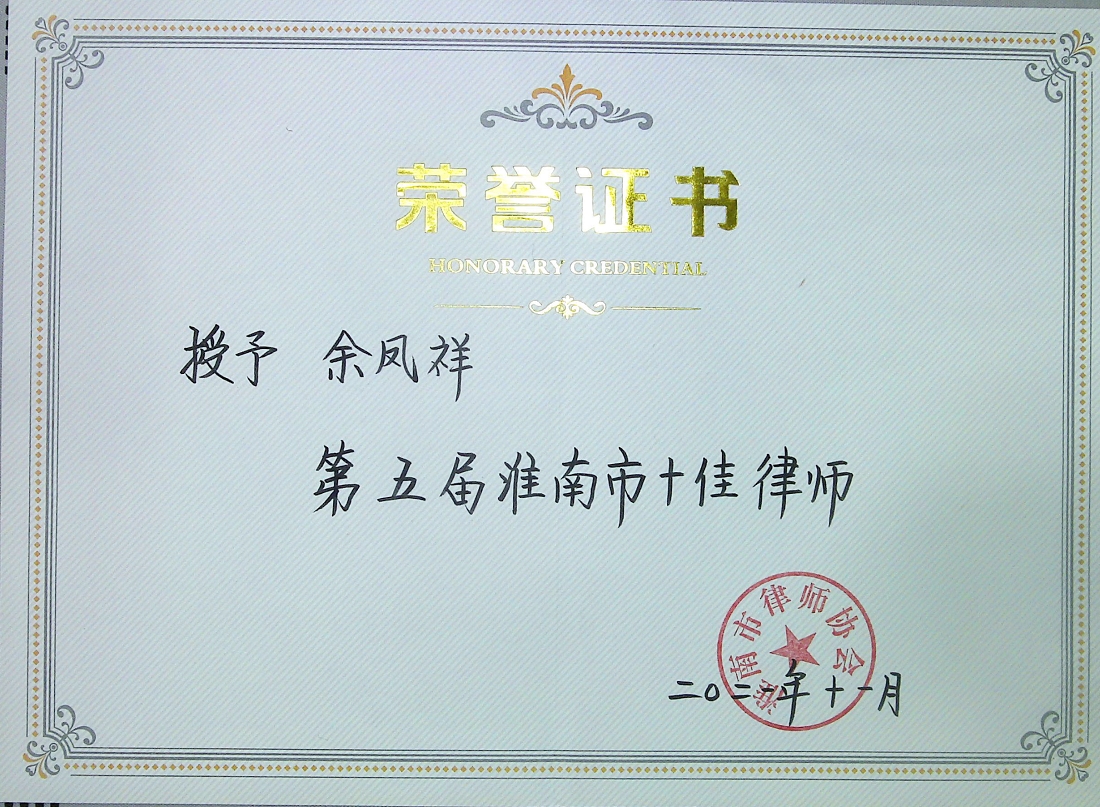 荣誉证书
HONORARY CREDENTIAL
授予 余凤祥
第五届淮南市十佳律师
淮南市律师协会
二〇二一年十一月